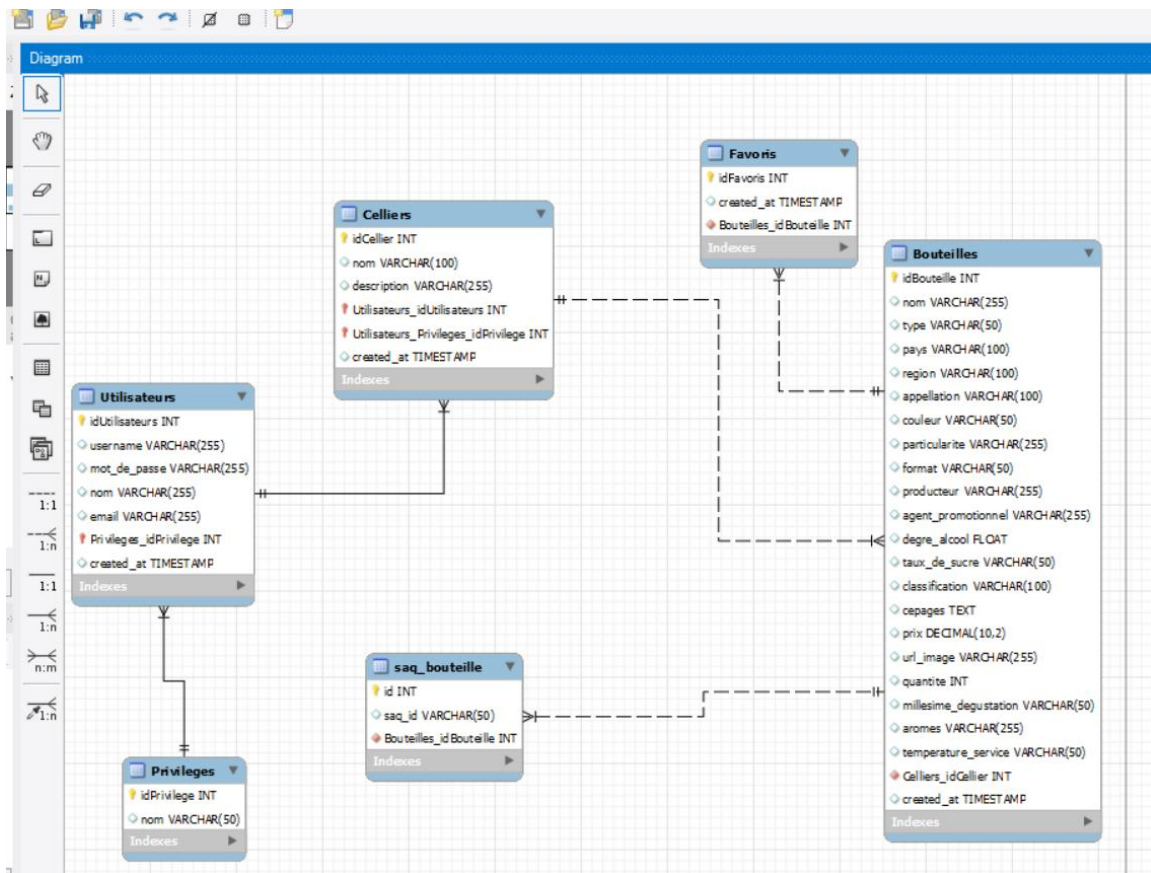 Diagram
Favoris
idFavoris INT
created_at TIMESTAMP
Bouteilles_idBouteille INT
Indexes
Celliers
idCellier INT
nom VARCHAR(100)
description VARCHAR(255)
Utilisateurs_idUtilisateurs INT
Utilisateurs_Privileges_idPrivilege INT
created_at TIMESTAMP
Indexes
Bouteilles
idBouteille INT
nom VARCHAR(255)
type VARCHAR(50)
pays VARCHAR(100)
region VARCHAR(100)
appellation VARCHAR(100)
couleur VARCHAR(50)
particularite VARCHAR(255)
format VARCHAR(50)
producteur VARCHAR(255)
agent_promotionnel VARCHAR(255)
degre_alcool FLOAT
taux_de_sucre VARCHAR(50)
classification VARCHAR(100)
cepages TEXT
prix DECIMAL(10,2)
url_image VARCHAR(255)
quantite INT
millesime_degustation VARCHAR(50)
aromes VARCHAR(255)
temperature_service VARCHAR(50)
Celliers_idCellier INT
created_at TIMESTAMP
Indexes
Utilisateurs
idUtilisateurs INT
username VARCHAR(255)
mot_de_passe VARCHAR(255)
nom VARCHAR(255)
email VARCHAR(255)
Privileges_idPrivilege INT
created_at TIMESTAMP
Indexes
saq_bouteille
id INT
saq_id VARCHAR(50)
Bouteilles_idBouteille INT
Indexes
Privileges
idPrivilege INT
nom VARCHAR(50)
Indexes
1:1
1:n
1:1
1:n
n:m
1:n